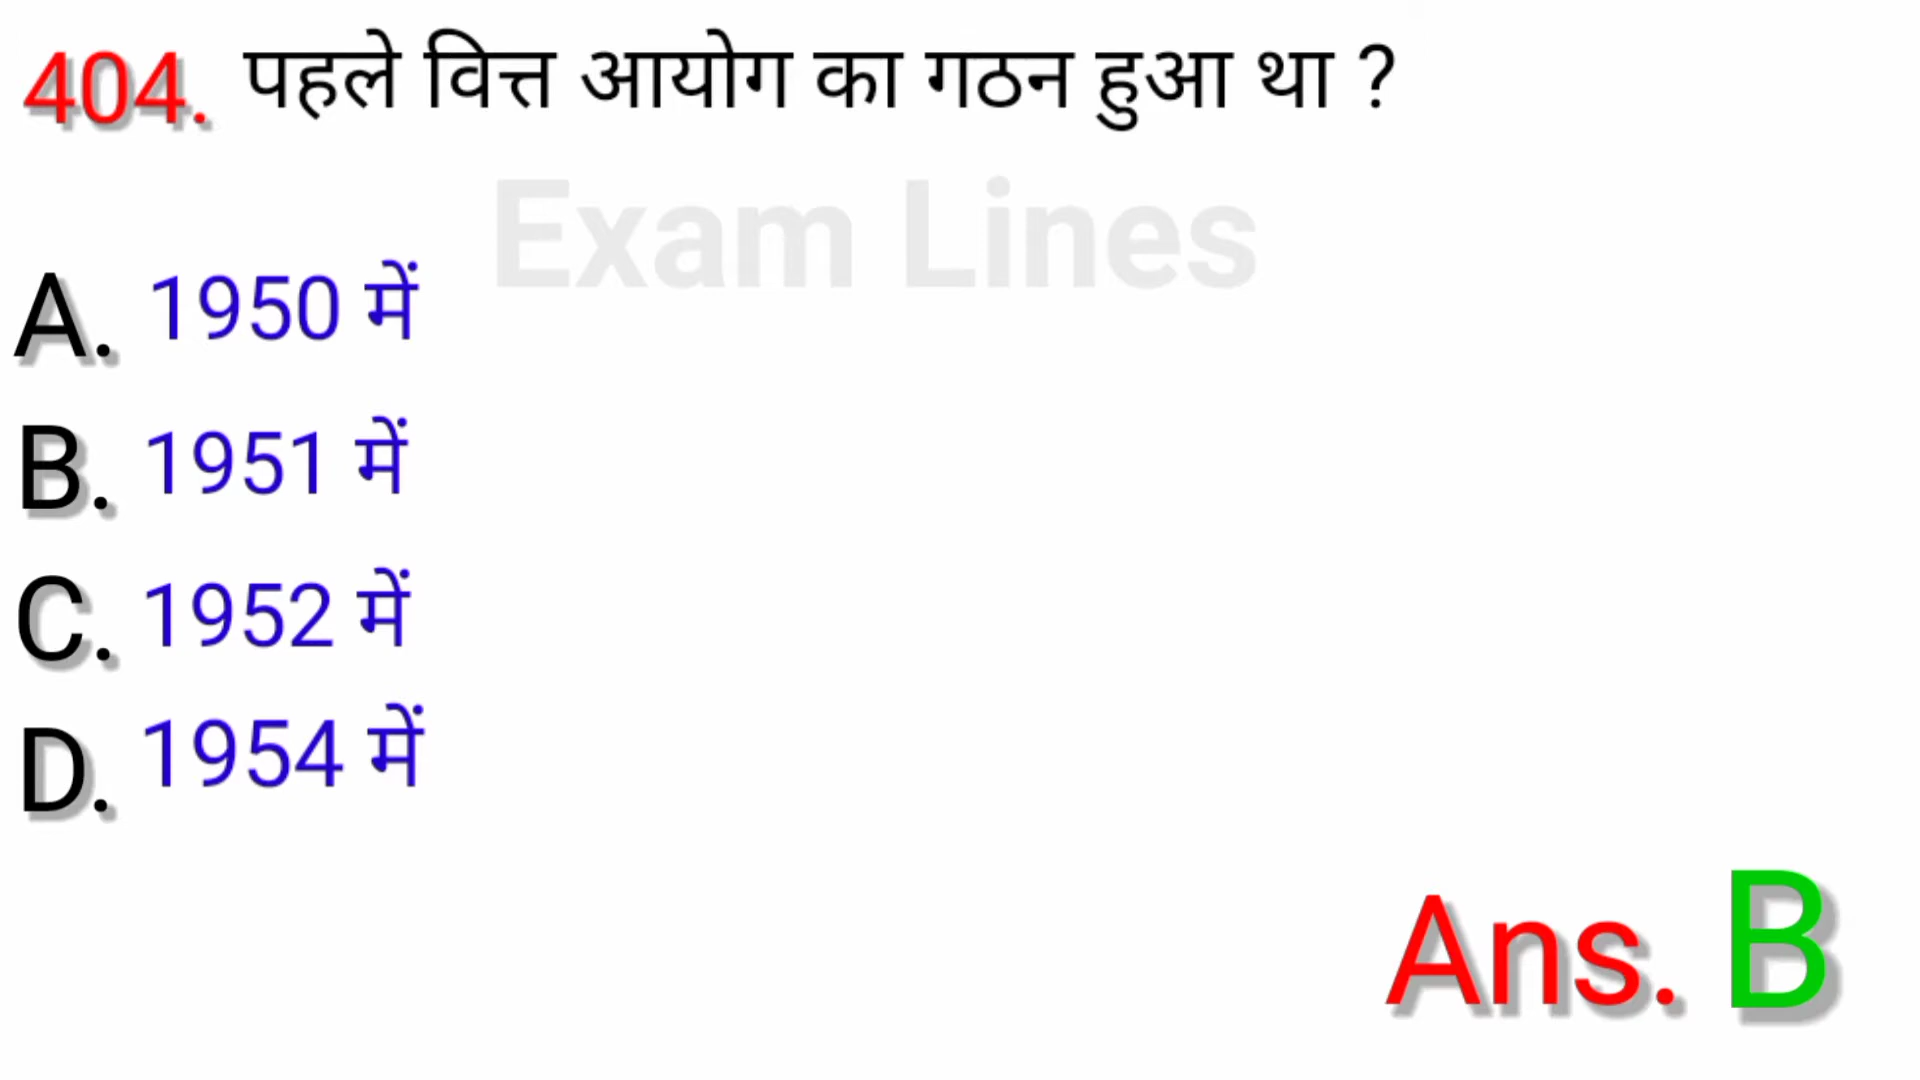 404. पहले वित्त आयोग का गठन हुआ था ?
Exam Lines
A. 1950 में
B. 1951 में
C. 1952 में
D. 1954 में
Ans. B